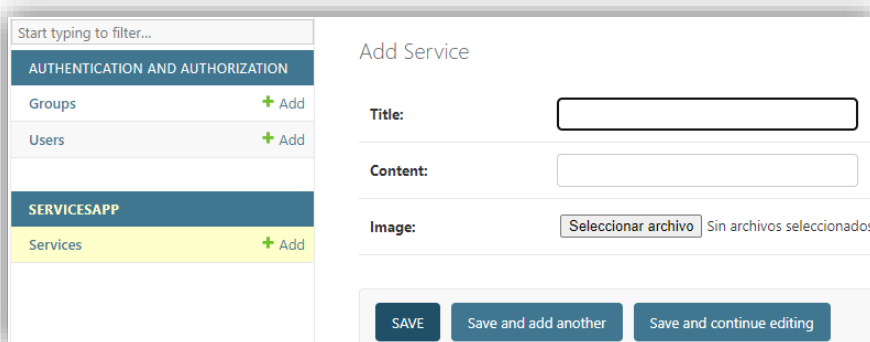 Start typing to filter...
AUTHENTICATION AND AUTHORIZATION
Groups + Add
Users + Add
SERVICESAPP
Services + Add
Add Service
Title:
Content:
Image: Seleccionar archivo Sin archivos seleccionados
SAVE Save and add another Save and continue editing